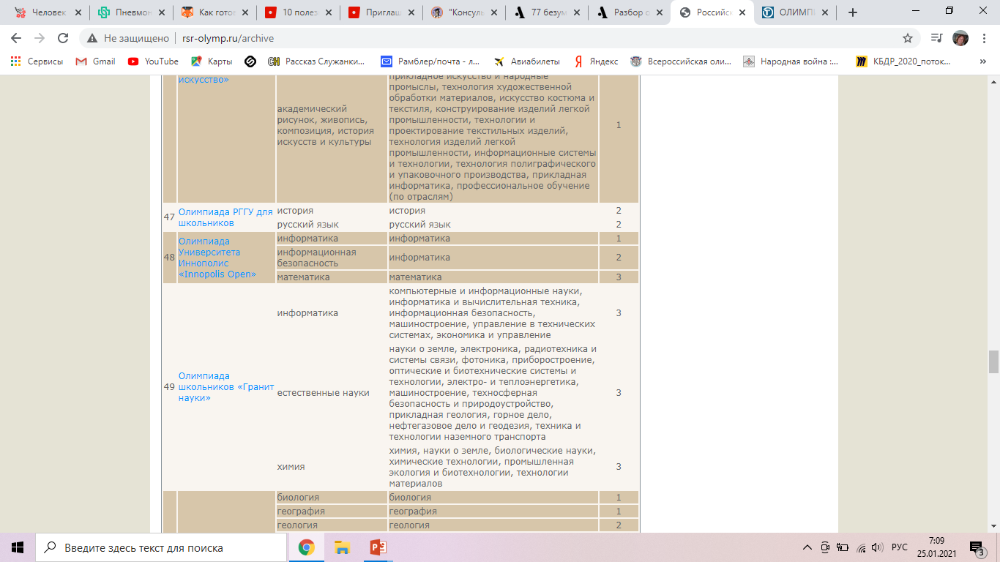 Человек
Пневмон
Как готов
10 полез
Приглаш
"Консуль
77 безум
Разбор о
Российск
ОЛИМПИ
Не защищено | rsr-olymp.ru/archive
Сервисы
Gmail
YouTube
Карты
Рассказ Служанки...
Рамблер/почта - л...
Авиабилеты
Яндекс
Всероссийская оли...
Народная война :...
КБДР_2020_поток...
»
искусство»
академический
рисунок, живопись,
композиция, история
искусств и культуры
прикладное искусство и народные
промыслы, технология художественной
обработки материалов, искусство костюма и
текстиля, конструирование изделий легкой
промышленности, технологии и
проектирование текстильных изделий,
технология изделий легкой
промышленности, информационные системы
и технологии, технология полиграфического
и упаковочного производства, прикладная
информатика, профессиональное обучение
(по отраслям)
1
47
Олимпиада РГГУ для
школьников
история
история
2
русский язык
русский язык
2
48
Олимпиада
Университета
Иннополис
«Innopolis Open»
информатика
информатика
1
информационная
безопасность
информатика
2
математика
математика
3
49
Олимпиада
школьников «Гранит
науки»
информатика
компьютерные и информационные науки,
информатика и вычислительная техника,
информационная безопасность,
машиностроение, управление в технических
системах, экономика и управление
3
естественные науки
науки о земле, электроника, радиотехника и
системы связи, фотоника, приборостроение,
оптические и биотехнические системы и
технологии, электро- и теплоэнергетика,
машиностроение, техносферная
безопасность и природоустройство,
прикладная геология, горное дело,
нефтегазовое дело и геодезия, техника и
технологии наземного транспорта
3
химия
химия, науки о земле, биологические науки,
химические технологии, промышленная
экология и биотехнологии, технологии
материалов
3
биология
биология
1
география
география
1
геология
геология
2
Введите здесь текст для поиска
РУС
7:09
25.01.2021
3